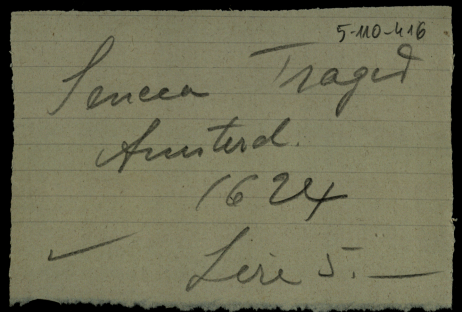 5-110-416
Seneca Traged
Amsterd.
1624
Lire 5.—